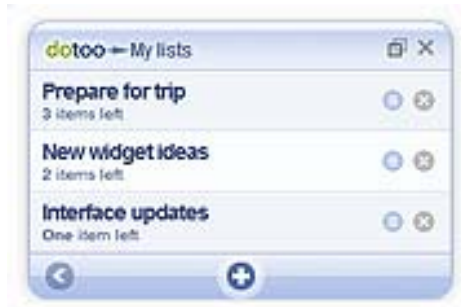 dotoo – My lists
Prepare for trip
3 items left
New widget ideas
2 items left
Interface updates
One item left